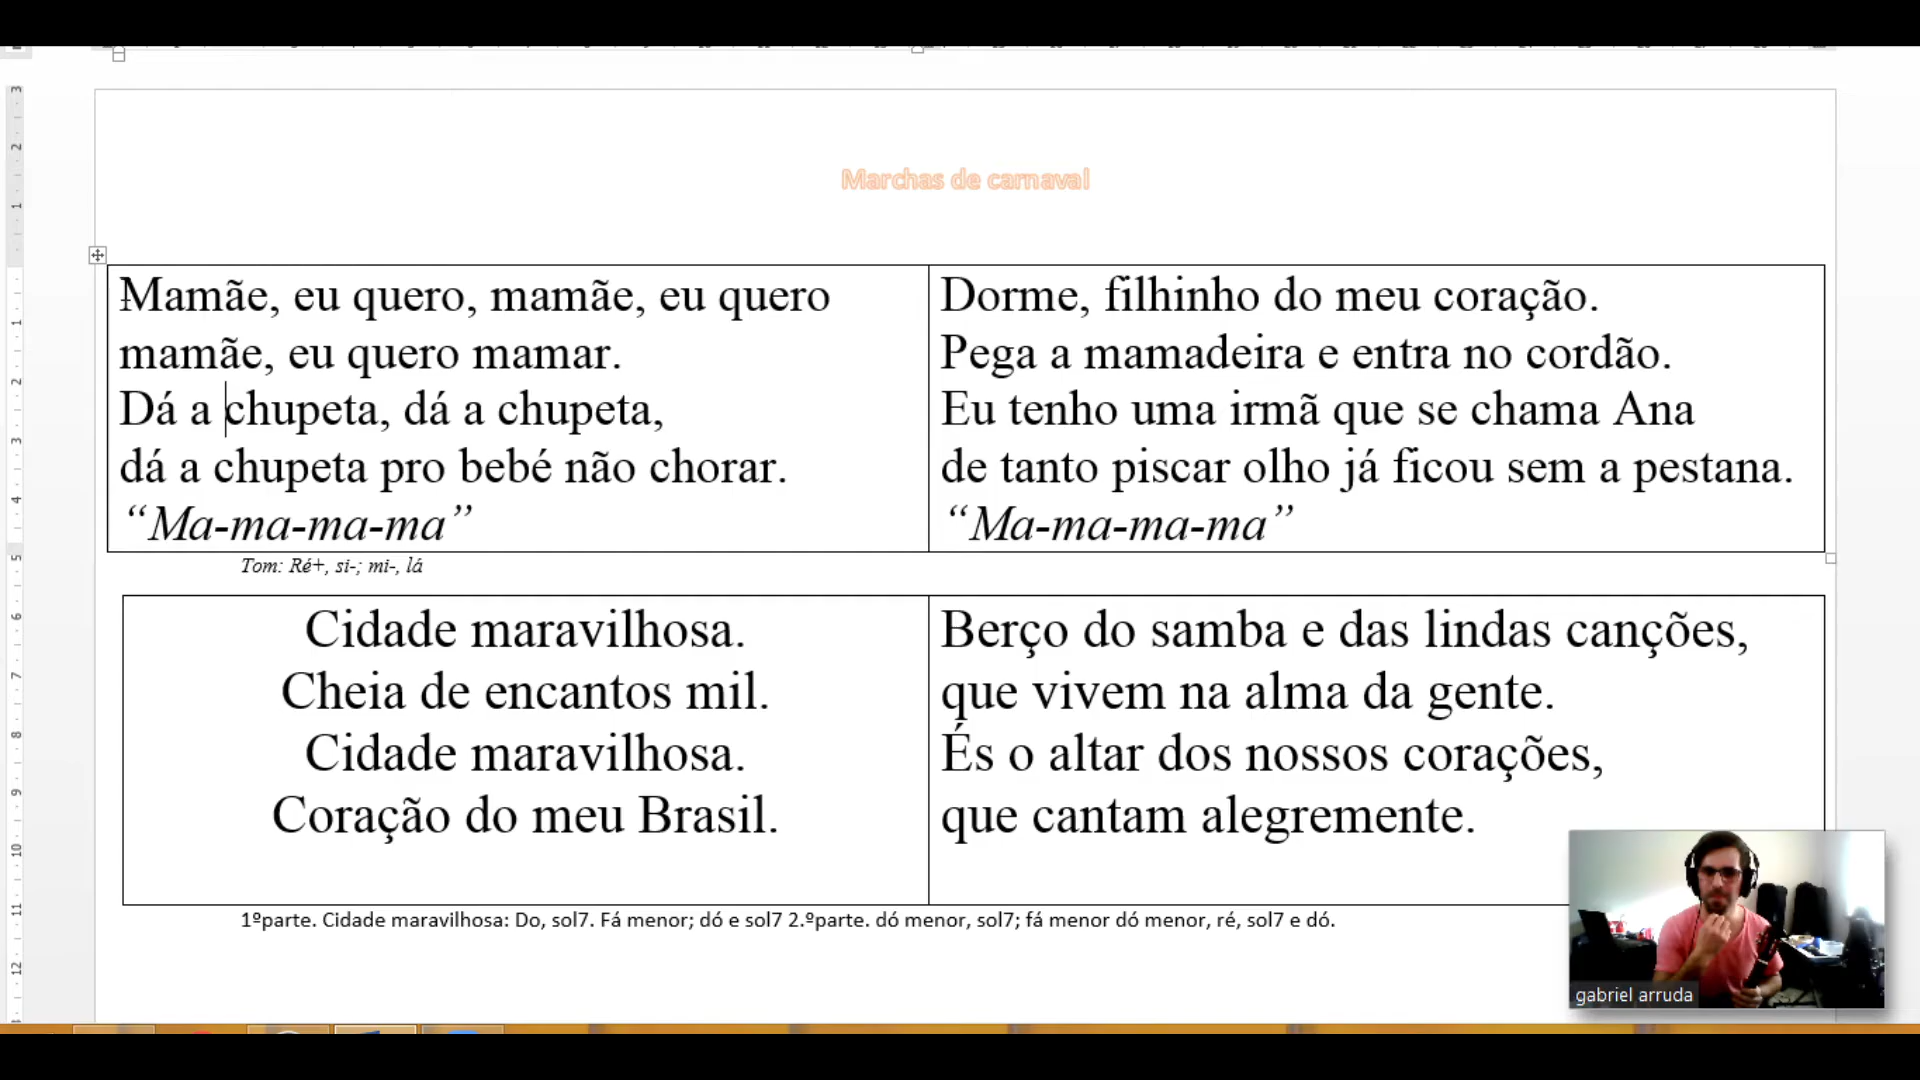 Marchas de carnaval
Mamãe, eu quero, mamãe, eu quero
mamãe, eu quero mamar.
Dá a chupeta, dá a chupeta,
dá a chupeta pro bebé não chorar.
“Ma-ma-ma-ma”
Dorme, filhinho do meu coração.
Pega a mamadeira e entra no cordão.
Eu tenho uma irmã que se chama Ana
de tanto piscar olho já ficou sem a pestana.
“Ma-ma-ma-ma”
Tom: Ré+, si-; mi-, lá
Cidade maravilhosa.
Cheia de encantos mil.
Cidade maravilhosa.
Coração do meu Brasil.
Berço do samba e das lindas canções,
que vivem na alma da gente.
És o altar dos nossos corações,
que cantam alegremente.
1ºparte. Cidade maravilhosa: Do, sol7. Fá menor; dó e sol7 2.ºparte. dó menor, sol7; fá menor dó menor, ré, sol7 e dó.
gabriel arruda